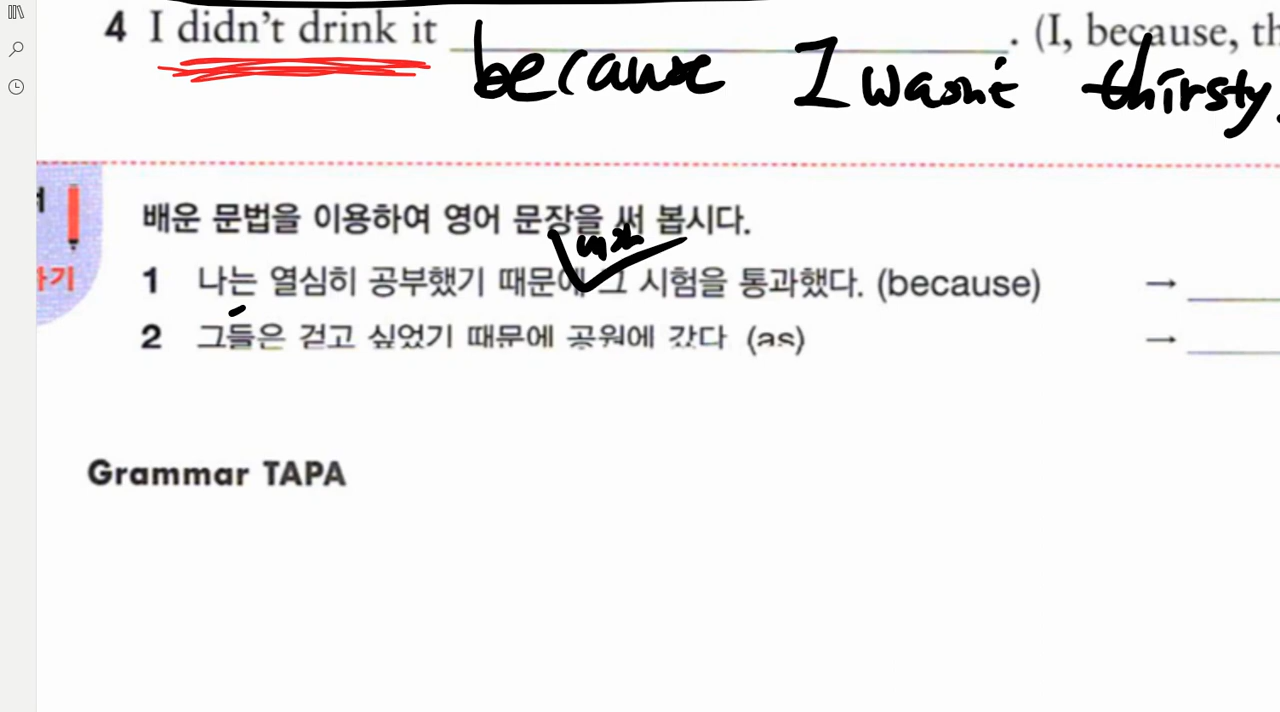 4 I didn't drink it ____. (I, because, th
because I wasn't thirsty.
배운 문법을 이용하여 영어 문장을 써 봅시다.
하기
1 나는 열심히 공부했기 때문에 그 시험을 통과했다. (because) →
2 그들은 걷고 싶었기 때문에 공원에 갔다 (as) →
Grammar TAPA